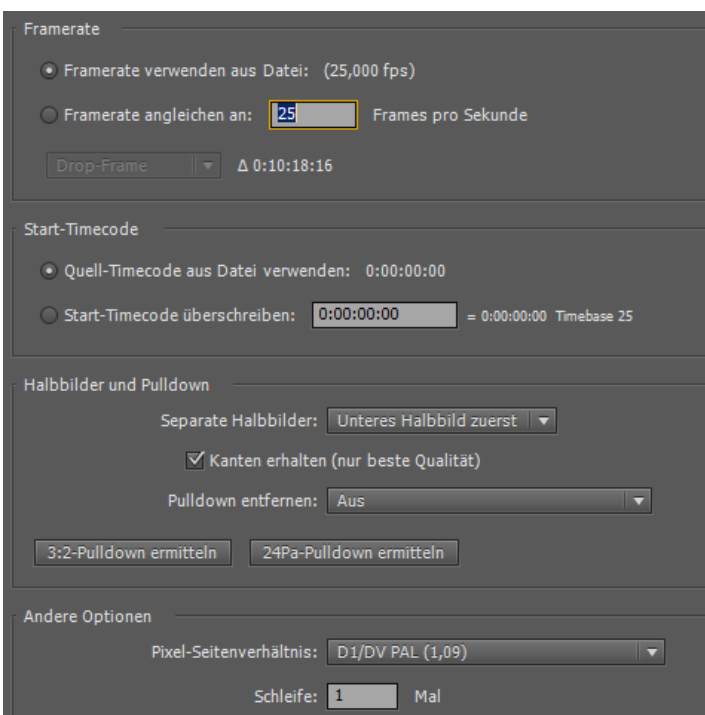 Framerate
Framerate verwenden aus Datei: (25,000 fps)
Framerate angleichen an: 25 Frames pro Sekunde
Drop-Frame Δ 0:10:18:16
Start-Timecode
Quell-Timecode aus Datei verwenden: 0:00:00:00
Start-Timecode überschreiben: 0:00:00:00 = 0:00:00:00 Timebase 25
Halbbilder und Pulldown
Separate Halbbilder: Unteres Halbbild zuerst
Kanten erhalten (nur beste Qualität)
Pulldown entfernen: Aus
3:2-Pulldown ermitteln 24Pa-Pulldown ermitteln
Andere Optionen
Pixel-Seitenverhältnis: D1/DV PAL (1,09)
Schleife: 1 Mal